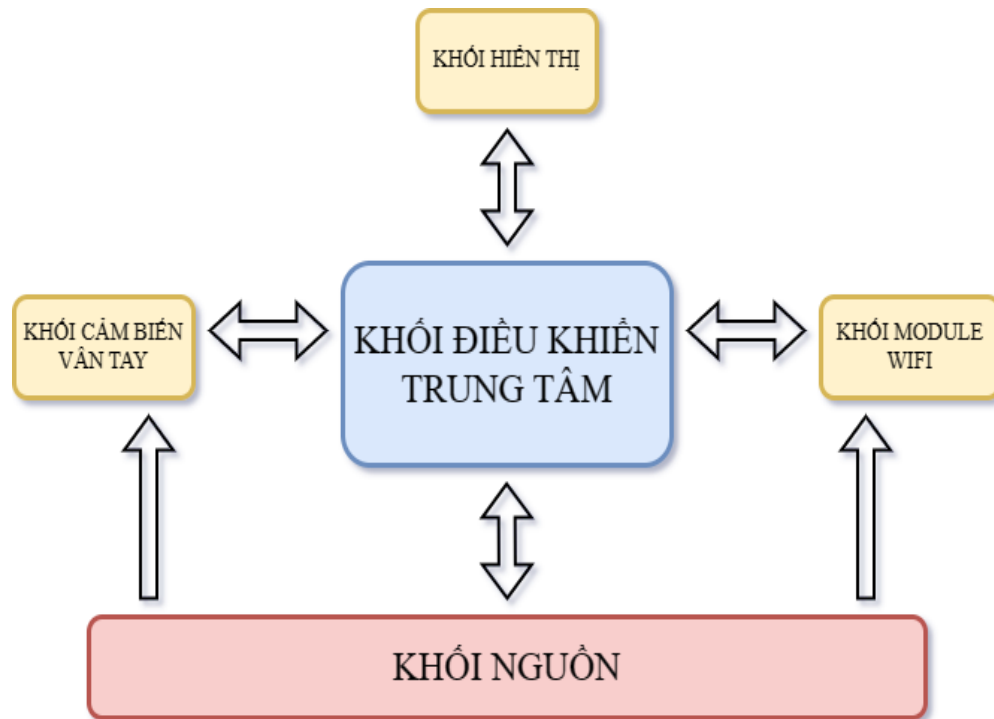 KHỐI HIỂN THỊ
KHỐI CẢM BIẾN
VÂN TAY
KHỐI ĐIỀU KHIỂN
TRUNG TÂM
KHỐI MODULE
WIFI
KHỐI NGUỒN